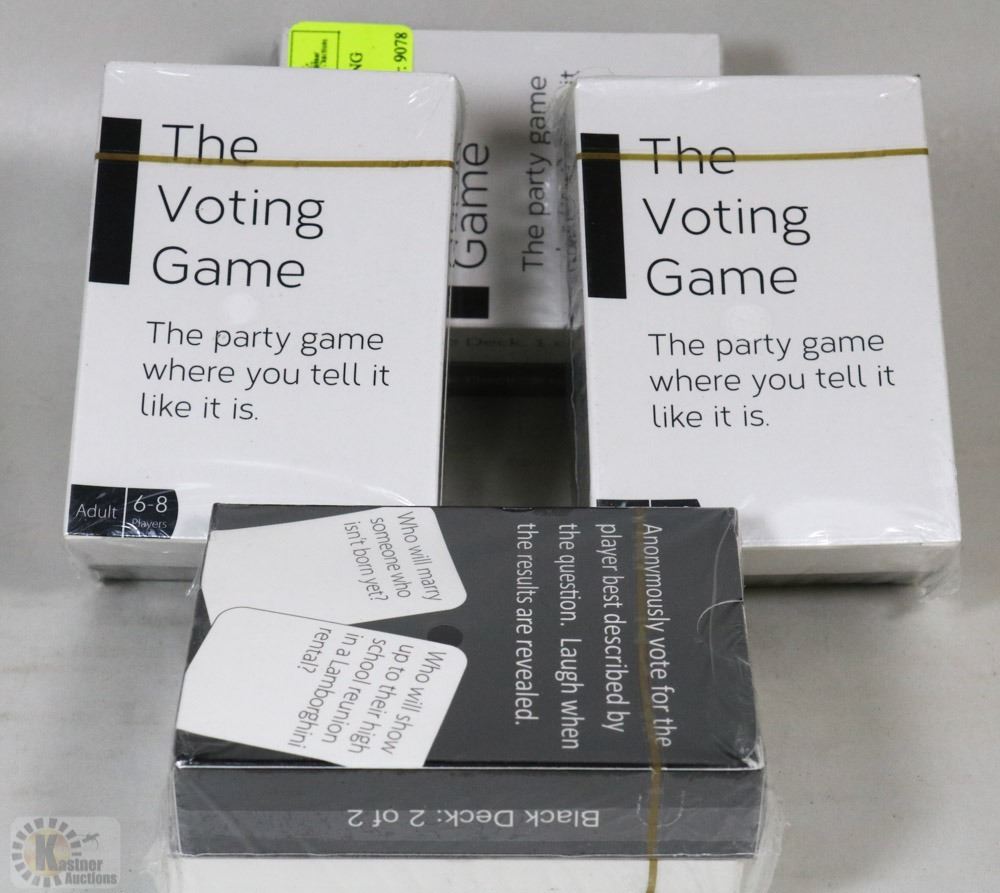 NG
: 9078
Game
The party game
it
The
Voting
Game
The party game
where you tell it
like it is.
Adult
6-8
Players
The
Voting
Game
The party game
where you tell it
like it is.
Anonymously vote for the
player best described by
the question. Laugh when
the results are revealed.
Who will marry
someone who
isn't born yet?
Who will show
up to their high
school reunion
in a Lamborghini
rental?
Black Deck: 2 of 2
Kastner
Auctions